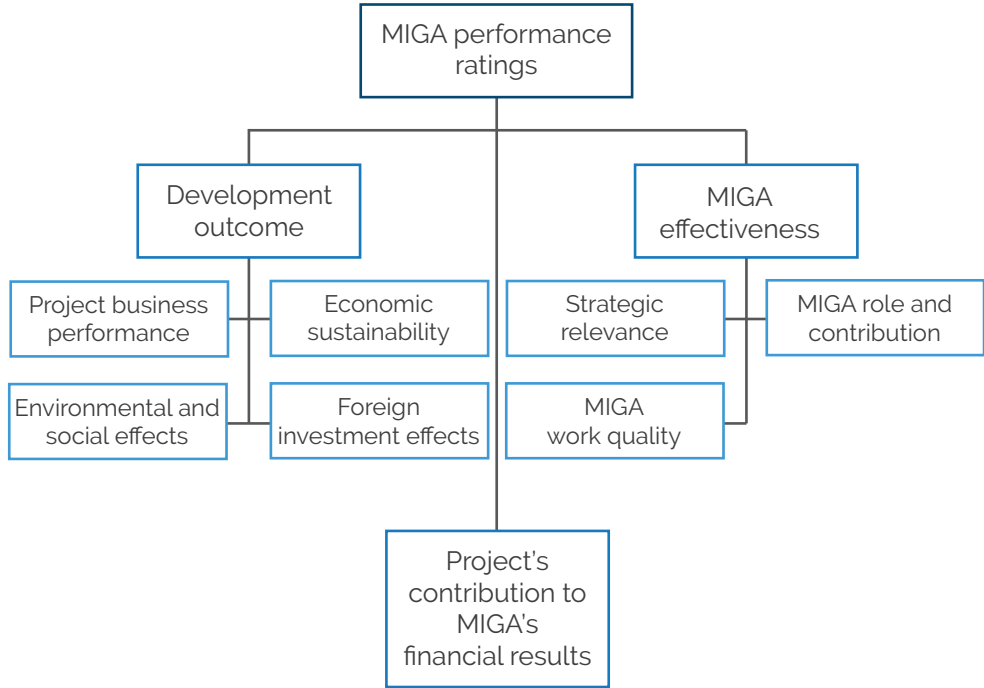 MIGA performance
ratings
Development
outcome
MIGA
effectiveness
Project business
performance
Economic
sustainability
Strategic
relevance
MIGA role and
contribution
Environmental and
social effects
Foreign
investment effects
MIGA
work quality
Project’s
contribution to
MIGA’s
financial results